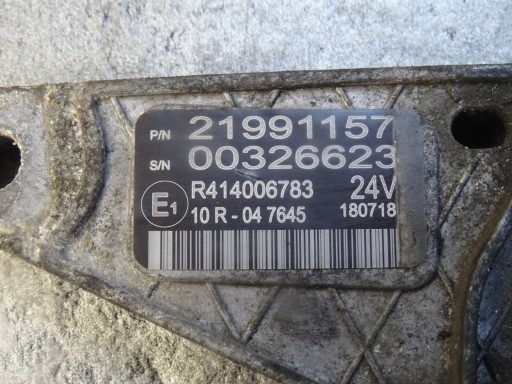 P/N 21991157
S/N 00326623
E1 R414006783 24V
10 R - 04 7645 180718